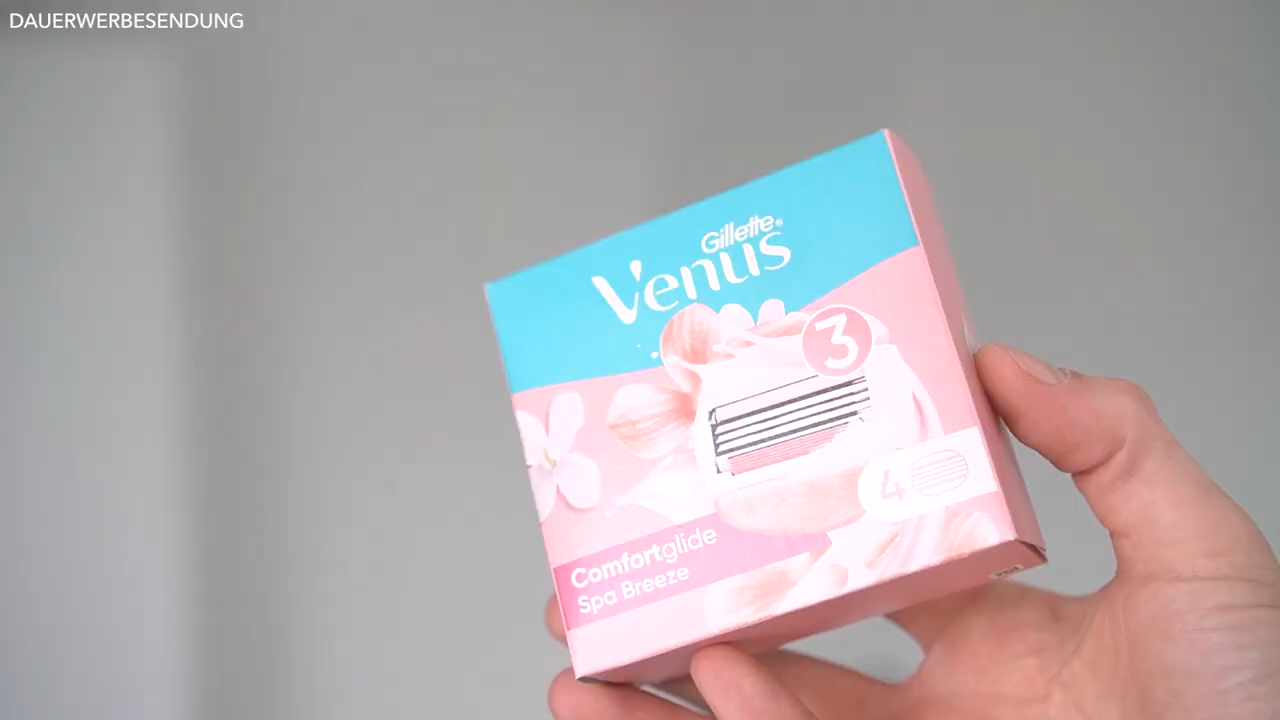 DAUERWERBESENDUNG
Gillette®
Venus
3
4
Comfortglide
Spa Breeze